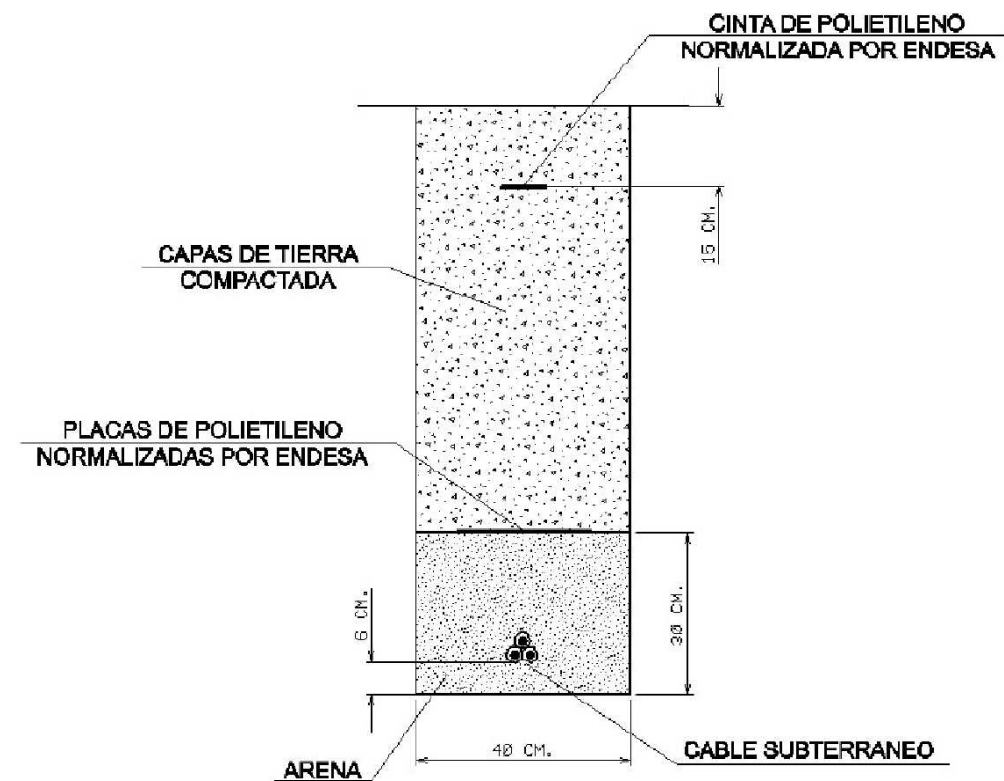 CINTA DE POLIETILENO
NORMALIZADA POR ENDESA
15 CM.
CAPAS DE TIERRA
COMPACTADA
PLACAS DE POLIETILENO
NORMALIZADAS POR ENDESA
6 CM.
30 CM.
40 CM.
CABLE SUBTERRANEO
ARENA